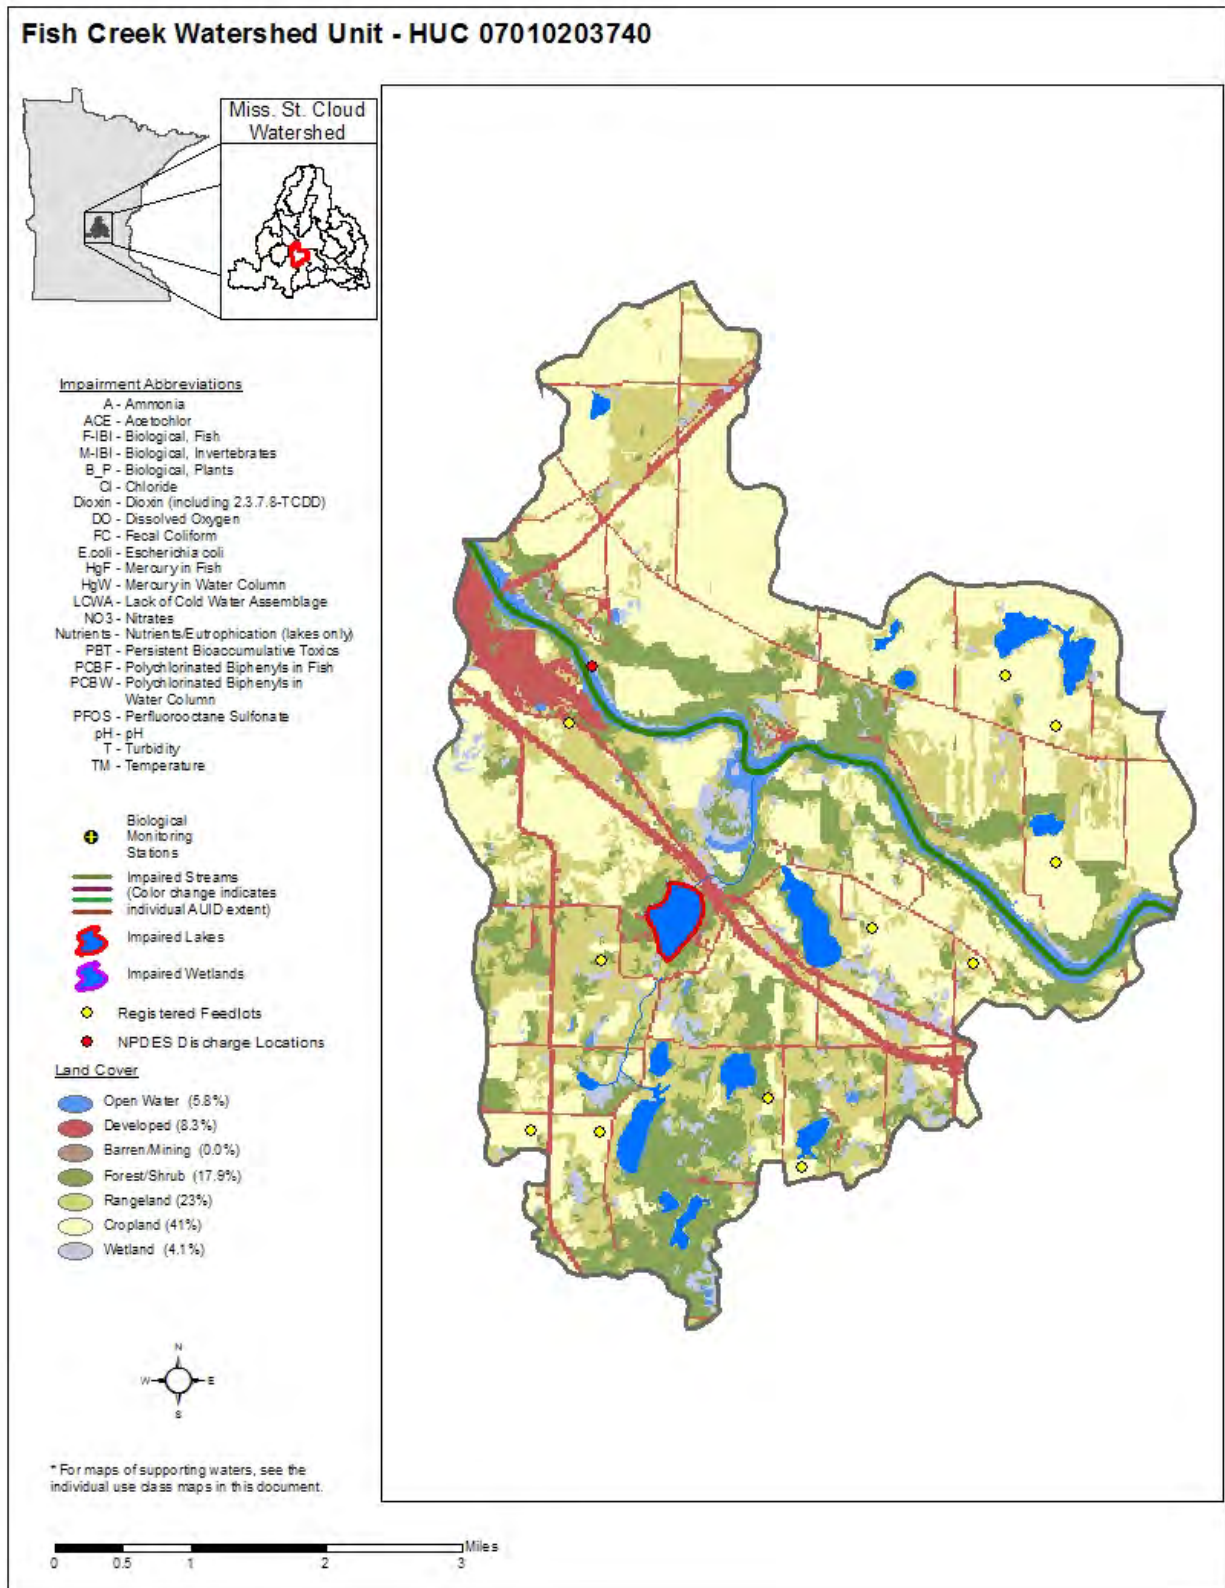 Fish Creek Watershed Unit - HUC 07010203740
Miss. St. Cloud
Watershed
Impairment Abbreviations
A - Ammonia
ACE - Acetochlor
F-IBI - Biological, Fish
M-IBI - Biological, Invertebrates
B_P - Biological, Plants
Cl - Chloride
Dioxin - Dioxin (including 2.3.7.8-TCDD)
DO - Dissolved Oxygen
FC - Fecal Coliform
E.coli - Escherichia coli
HgF - Mercury in Fish
HgW - Mercury in Water Column
LCWA - Lack of Cold Water Assemblage
NO3 - Nitrates
Nutrients - Nutrients/Eutrophication (lakes only)
PBT - Persistent Bioaccumulative Toxics
PCBF - Polychlorinated Biphenyls in Fish
PCBW - Polychlorinated Biphenyls in
Water Column
PFOS - Perfluorooctane Sulfonate
pH - pH
T - Turbidity
TM - Temperature
Biological
Monitoring
Stations
Impaired Streams
(Color change indicates
individual AUID extent)
Impaired Lakes
Impaired Wetlands
Registered Feedlots
NPDES Discharge Locations
Land Cover
Open Water (5.8%)
Developed (8.3%)
Barren/Mining (0.0%)
Forest/Shrub (17.9%)
Rangeland (23%)
Cropland (41%)
Wetland (4.1%)
N
W E
S
* For maps of supporting waters, see the
individual use class maps in this document.
Miles
0 0.5 1 2 3